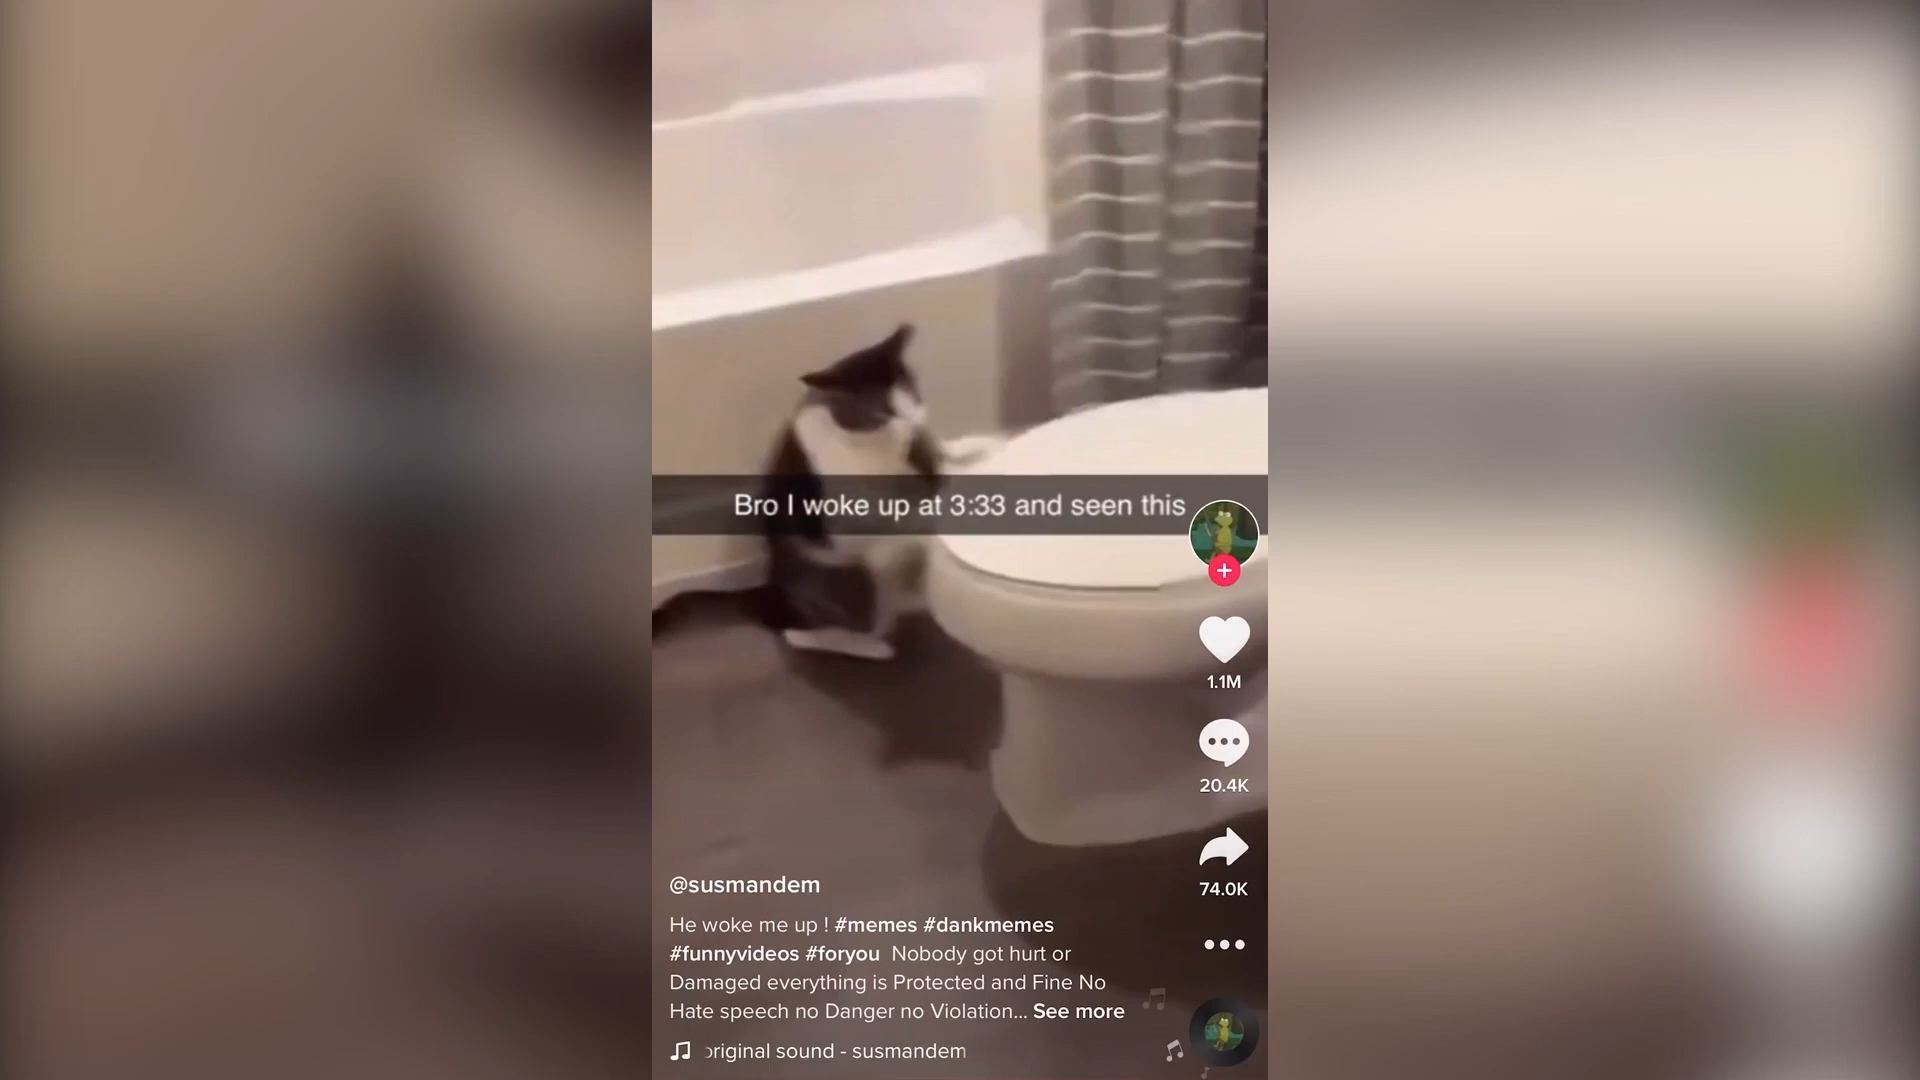 Bro I woke up at 3:33 and seen this
1.1M
20.4K
74.0K
@susmandem
He woke me up ! #memes #dankmemes
#funnyvideos #foryou Nobody got hurt or
Damaged everything is Protected and Fine No
Hate speech no Danger no Violation... See more
original sound - susmandem